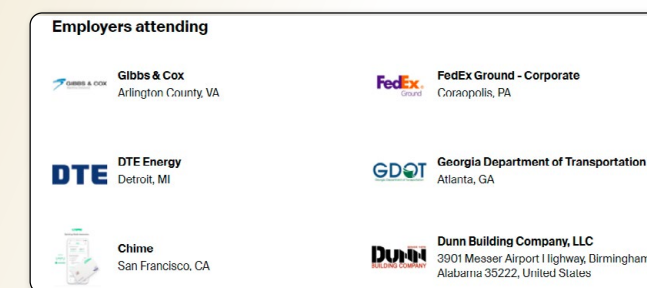 Employers attending
GIBBS & COX
Gibbs & Cox
Arlington County, VA
FedEx
Ground
FedEx Ground - Corporate
Coraopolis, PA
DTE
DTE Energy
Detroit, MI
GDOT
Georgia Department of Transportation
Atlanta, GA
Chime
San Francisco, CA
DUNN
BUILDING COMPANY
Dunn Building Company, LLC
3901 Messer Airport Highway, Birmingham
Alabama 35222, United States